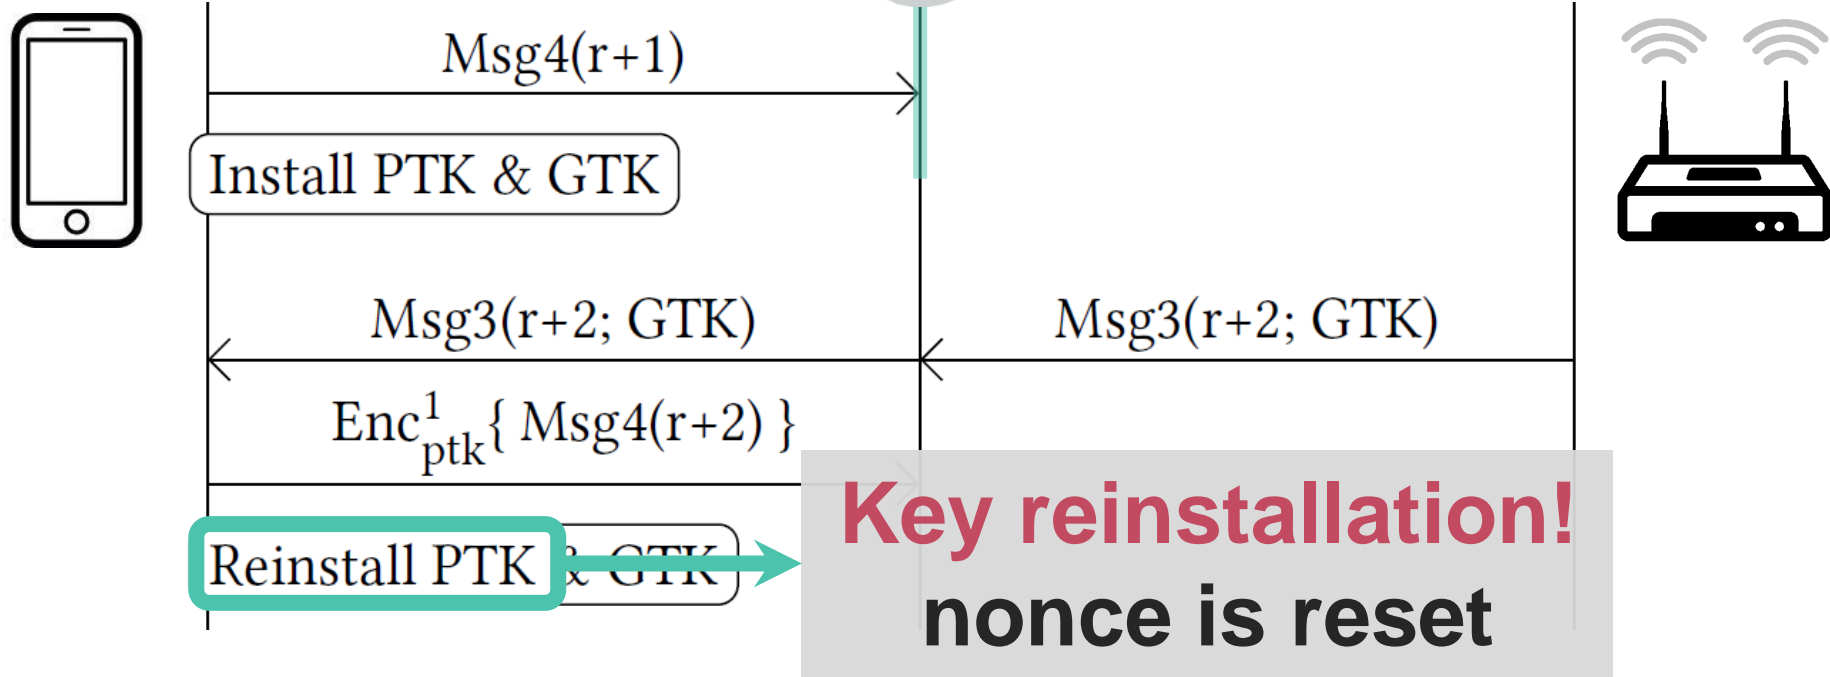 Msg4(r+1)
Install PTK & GTK
Msg3(r+2; GTK)
Msg3(r+2; GTK)
Enc¹ptk{ Msg4(r+2) }
Reinstall PTK & GTK
Key reinstallation!
nonce is reset